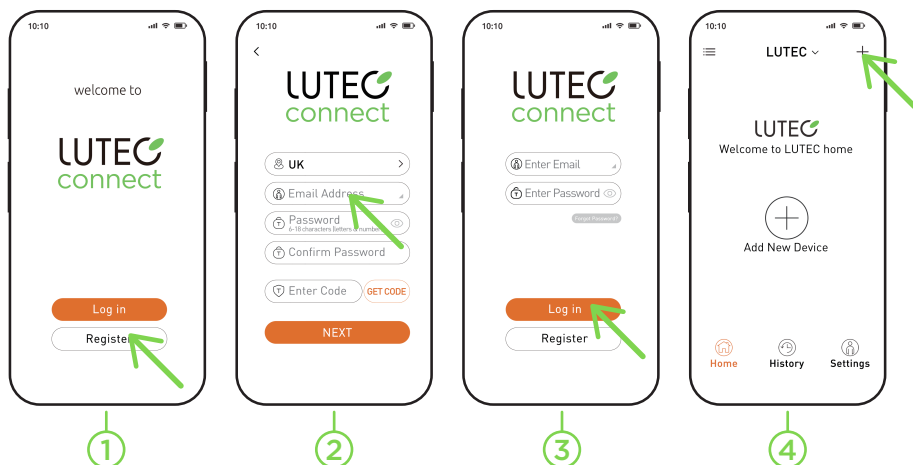 10:10
welcome to
LUTEC
connect
Log in
Register
1
10:10
LUTEC
connect
UK
Email Address
Password
6-18 characters (letters & numbers)
Confirm Password
Enter Code
GET CODE
NEXT
2
10:10
LUTEC
connect
Enter Email
Enter Password
Forgot Password?
Log in
Register
3
10:10
LUTEC
LUTEC
Welcome to LUTEC home
Add New Device
Home
History
Settings
4